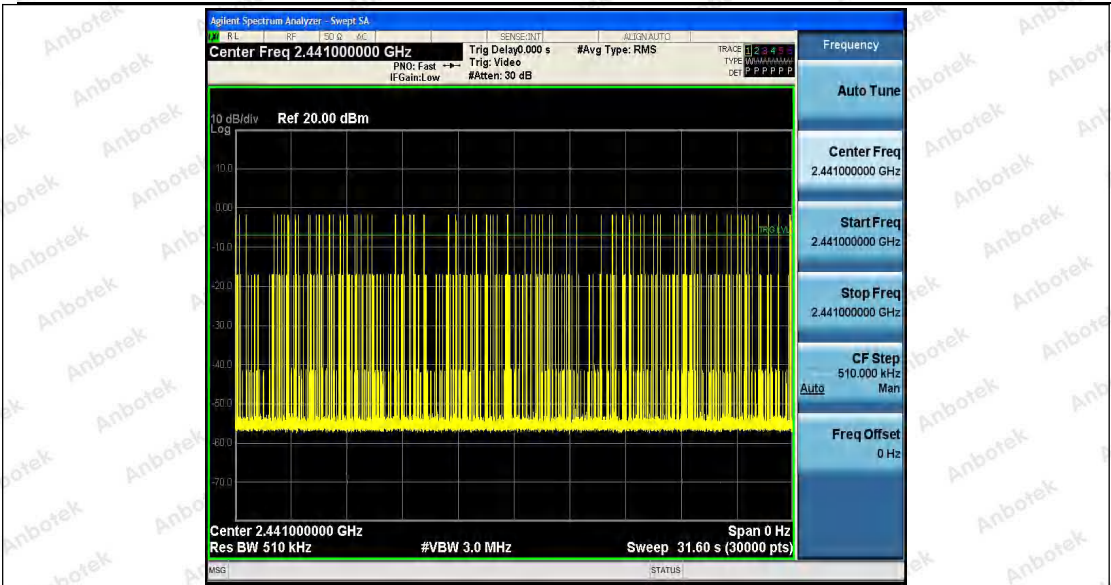 Agilent Spectrum Analyzer - Swept SA
RL RF 50 Ω AC SENSE:INT ALIGNAUTO
Center Freq 2.441000000 GHz
PNO: Fast
IFGain:Low
Trig Delay0.000 s
Trig: Video
#Atten: 30 dB
#Avg Type: RMS
TRACE 1 2 3 4 5 6
TYPE
DET P P P P P P
10 dB/div Ref 20.00 dBm
Log
10.0
0.00
-10.0
-20.0
-30.0
-40.0
-50.0
-60.0
-70.0
TRIG LVL
Center 2.441000000 GHz Span 0 Hz
Res BW 510 kHz #VBW 3.0 MHz Sweep 31.60 s (30000 pts)
MSG STATUS
Frequency
Auto Tune
Center Freq
2.441000000 GHz
Start Freq
2.441000000 GHz
Stop Freq
2.441000000 GHz
CF Step
510.000 kHz
Auto Man
Freq Offset
0 Hz
Anbotek